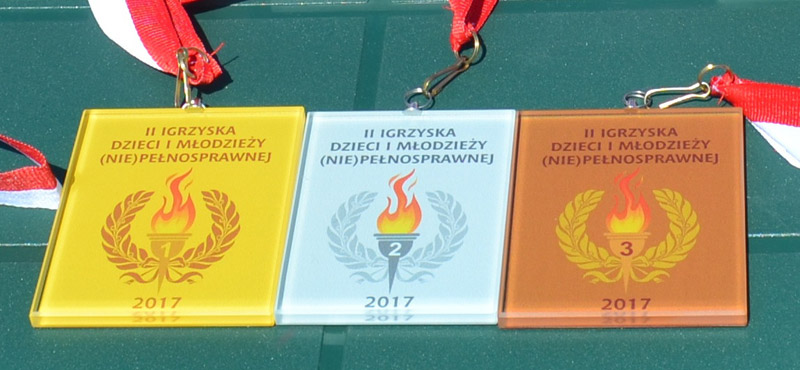 II IGRZYSKA
DZIECI I MŁODZIEŻY
(NIE)PEŁNOSPRAWNEJ
1
2017
II IGRZYSKA
DZIECI I MŁODZIEŻY
(NIE)PEŁNOSPRAWNEJ
2
2017
II IGRZYSKA
DZIECI I MŁODZIEŻY
(NIE)PEŁNOSPRAWNEJ
3
2017